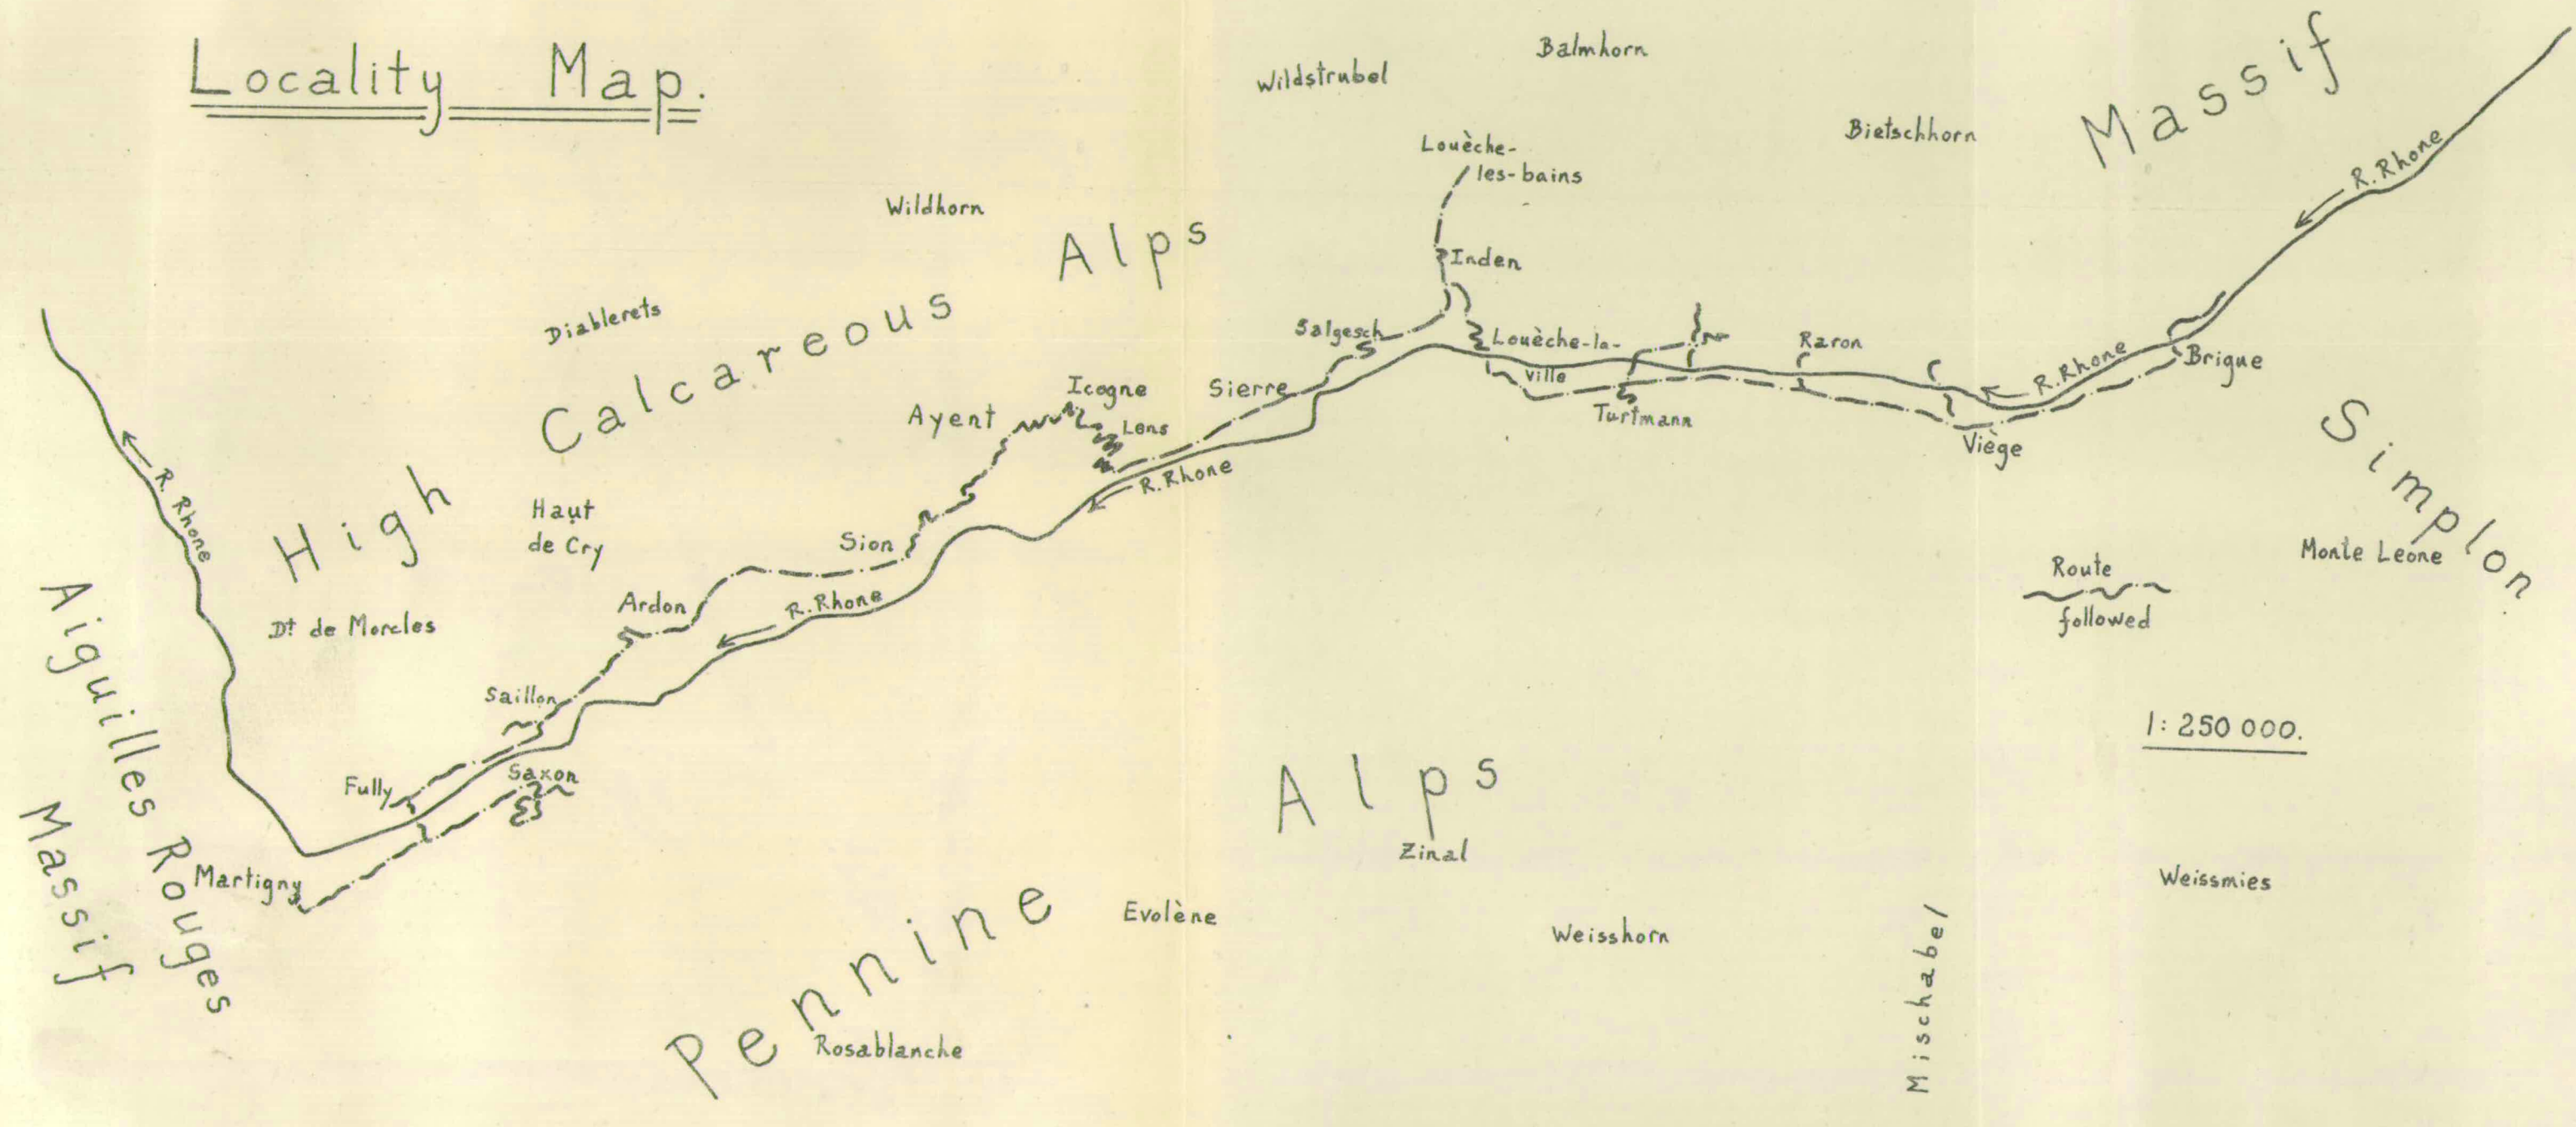 Locality Map.
Balmhorn
Wildstrubel
Massif
Bietschhorn
Louèche-
les-bains
R. Rhone
Wildhorn
Alps
Inden
Diablerets
Calcareous
Salgesch
Louèche-la-
ville
Raron
R. Rhone
Brigue
Icogne
Sierre
Ayent
Lens
Turtmann
Viège
Simplon
R. Rhone
R. Rhone
High
Haut
de Cry
Sion
Monte Leone
Route
followed
Ardon
R. Rhone
Dt de Morcles
Aiguilles Rouges
Massif
Saillon
1: 250 000.
Saxon
Fully
Alps
Zinal
Martigny
Weissmies
Pennine
Evolène
Weisshorn
Mischabel
Rosablanche